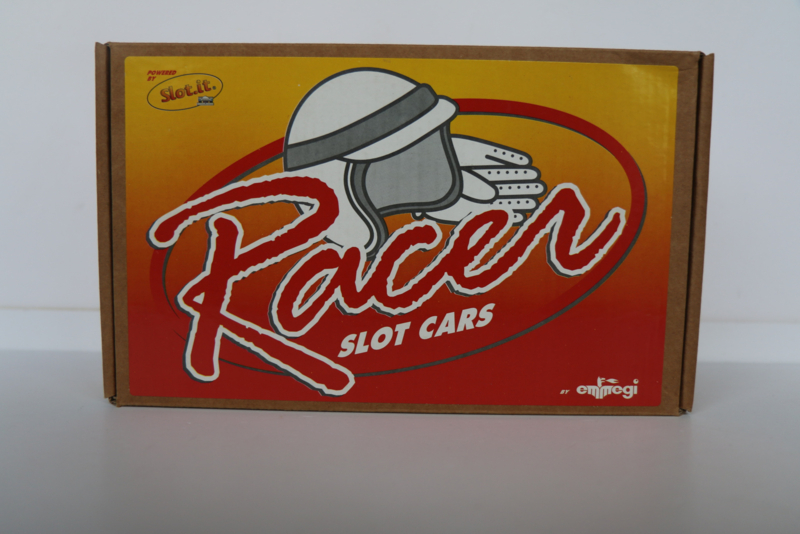 POWERED
BY
Slot.it.
Racer
SLOT CARS
BY emmegi